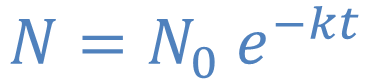 N = N₀ e⁻ᵏᵗ